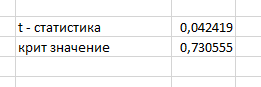 t - статистика 0,042419
крит значение 0,730555